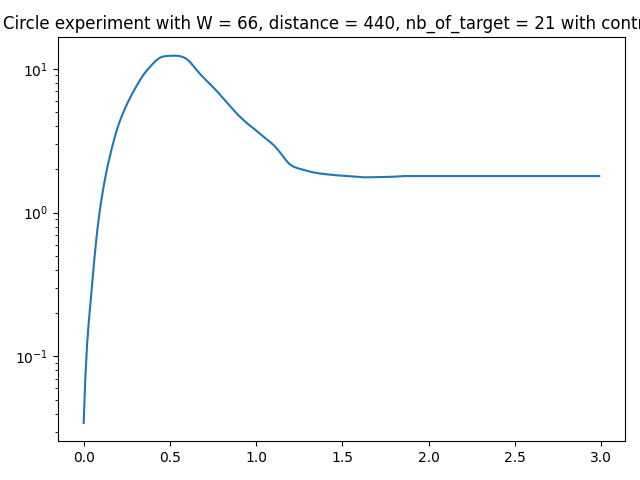 Circle experiment with W = 66, distance = 440, nb_of_target = 21 with contr
10¹
10⁰
10⁻¹
0.0 0.5 1.0 1.5 2.0 2.5 3.0